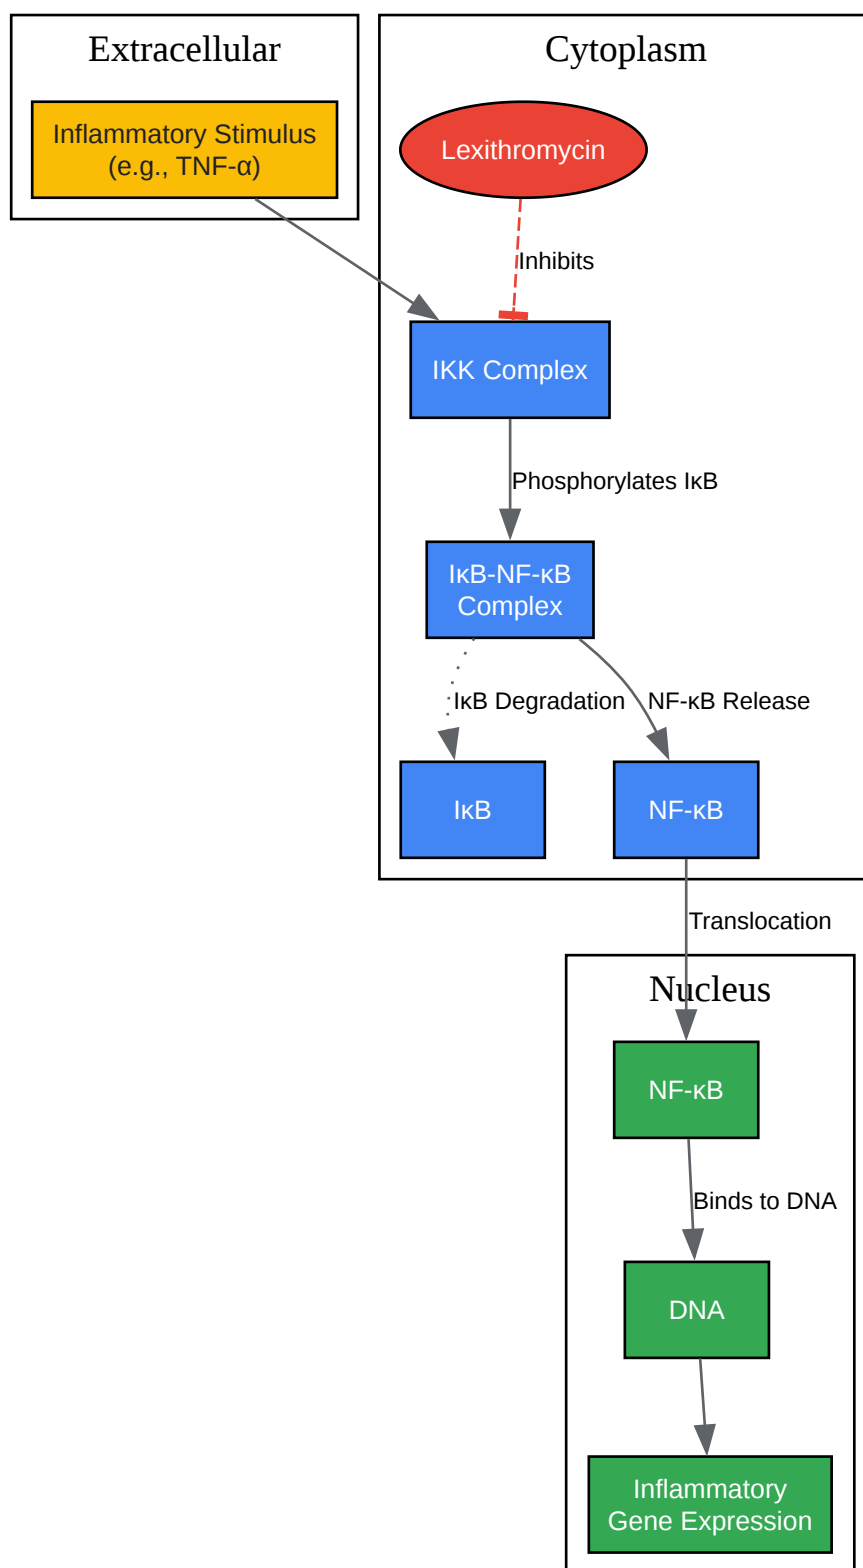 Extracellular
Cytoplasm
Inflammatory Stimulus
(e.g., TNF-α)
Lexithromycin
Inhibits
IKK Complex
Phosphorylates IκB
IκB-NF-κB
Complex
IκB Degradation
NF-κB Release
IκB
NF-κB
Translocation
Nucleus
NF-κB
Binds to DNA
DNA
Inflammatory
Gene Expression